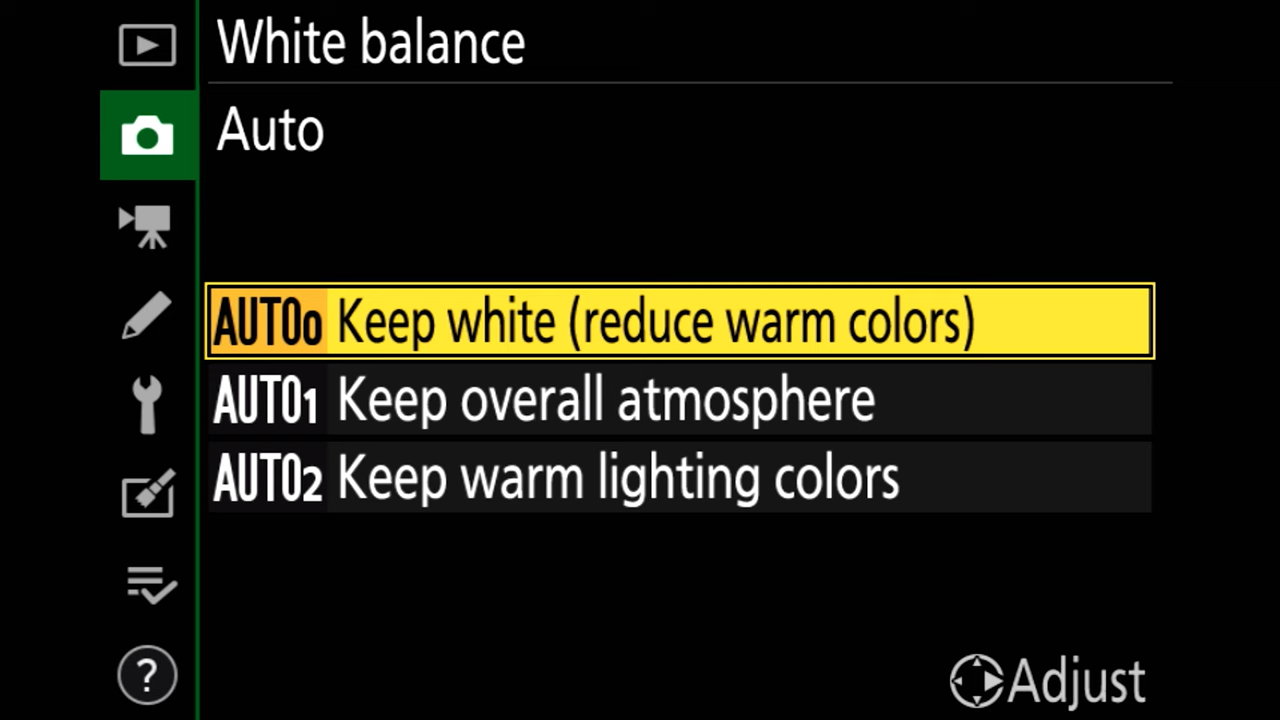 White balance
Auto
AUTO0 Keep white (reduce warm colors)
AUTO1 Keep overall atmosphere
AUTO2 Keep warm lighting colors
?
Adjust